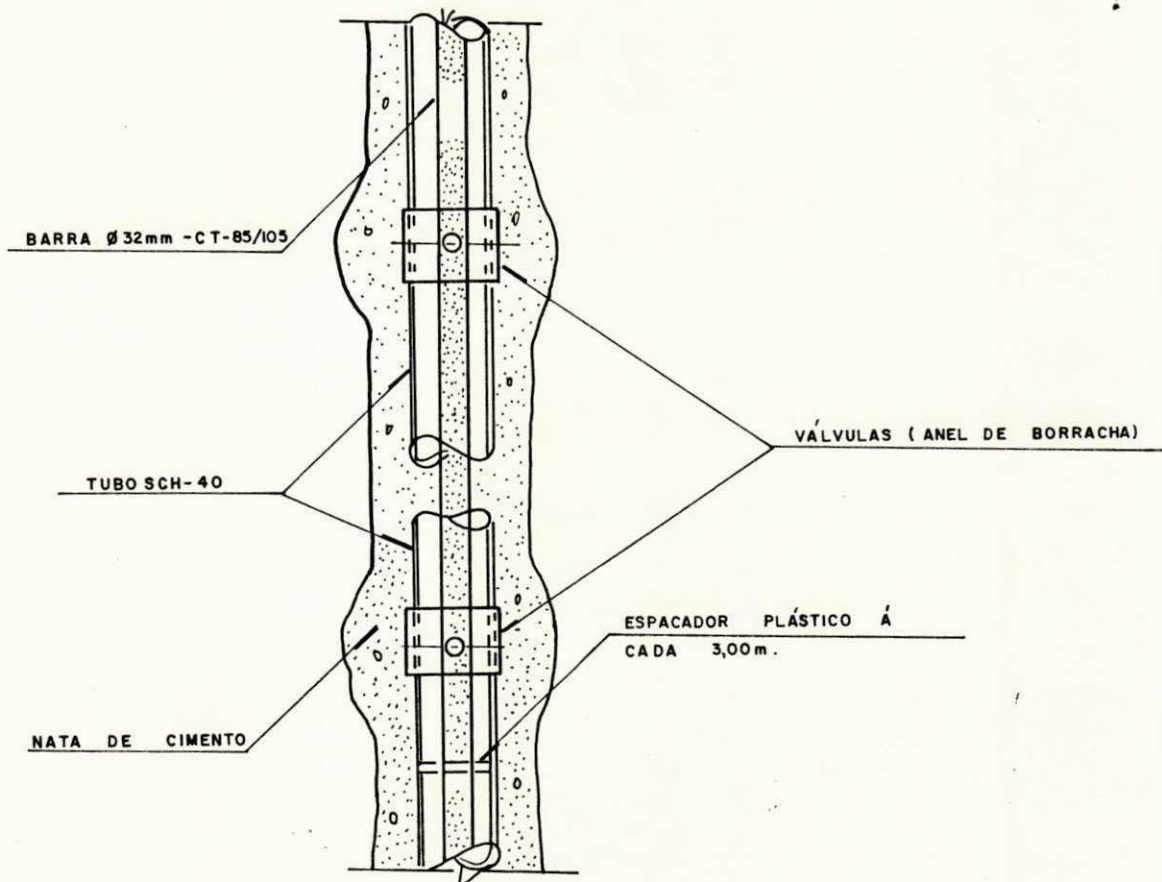 BARRA Ø 32mm - CT-85/105
VÁLVULAS ( ANEL DE BORRACHA)
TUBO SCH-40
ESPACADOR PLÁSTICO Á
CADA 3,00m.
NATA DE CIMENTO